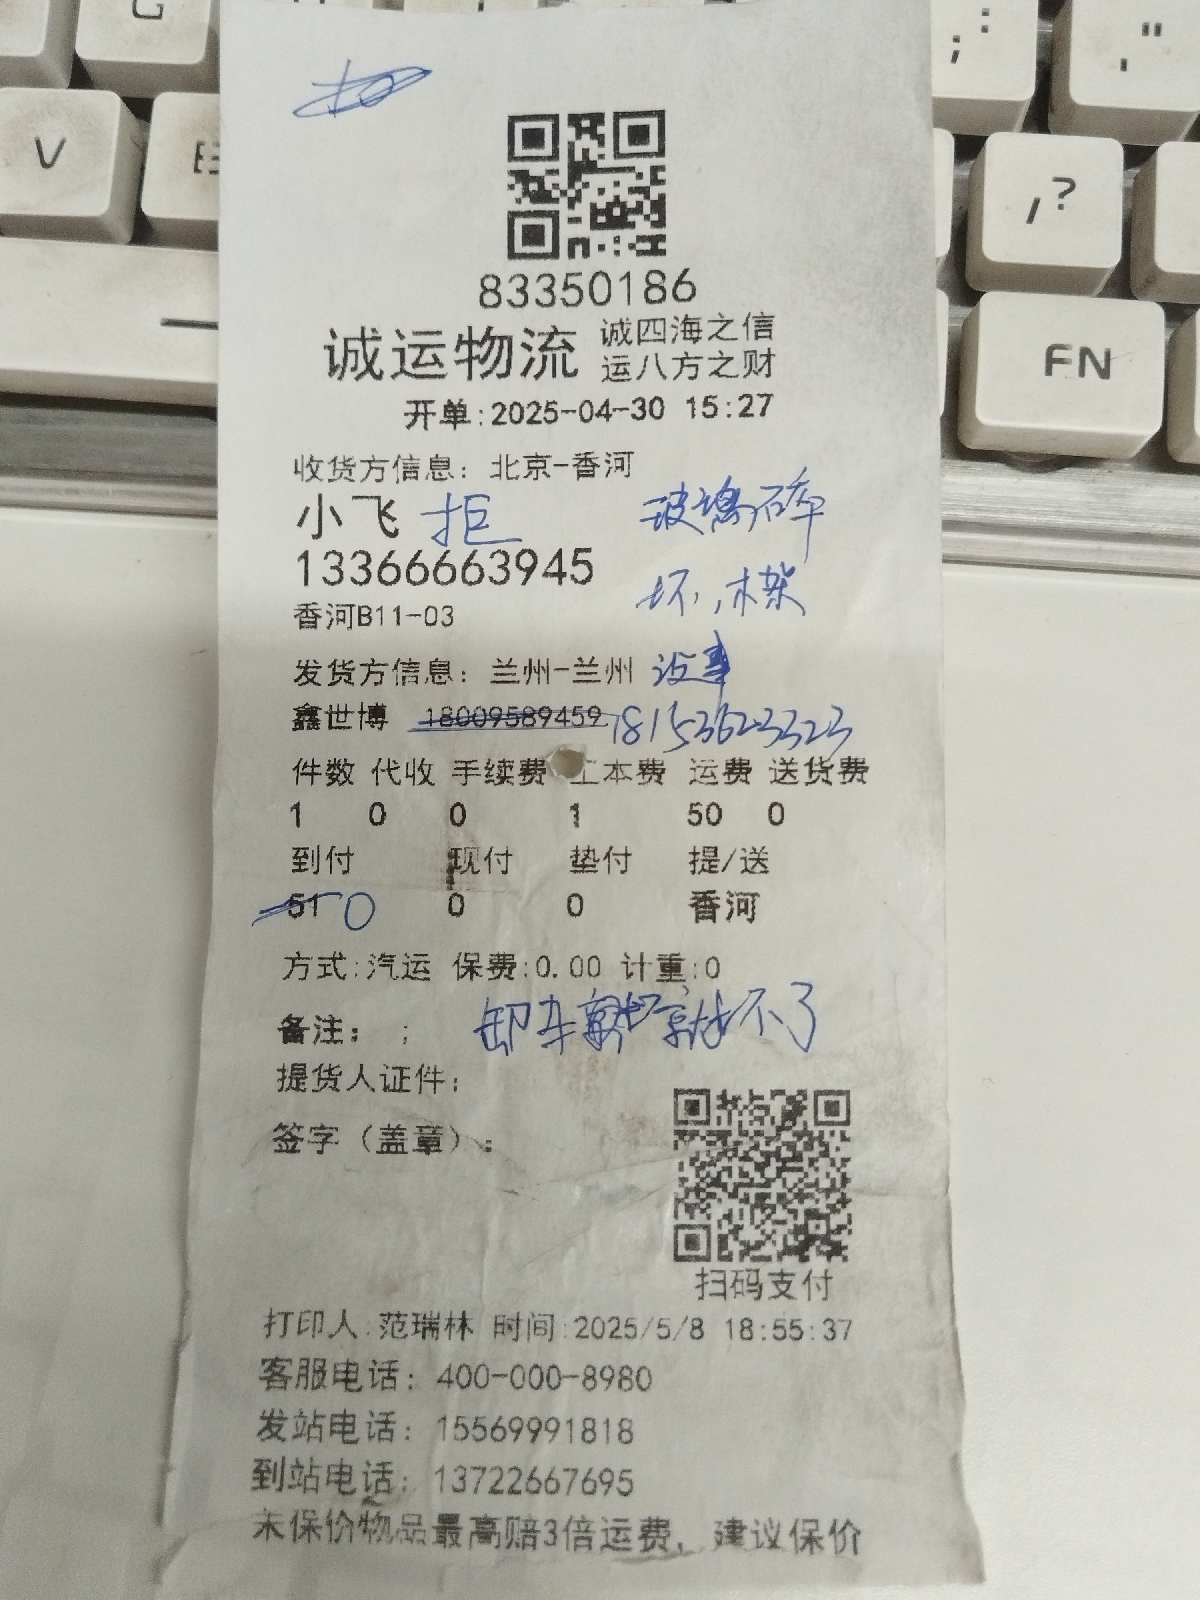 83350186
诚运物流 诚四海之信
运八方之财
开单:2025-04-30 15:27
收货方信息: 北京-香河
小飞 拒 玻璃碎
13366663945
坏,木架
香河B11-03
发货方信息: 兰州-兰州 没事
鑫世博 18009589459 18153623323
件数 代收 手续费 工本费 运费 送货费
1 0 0 1 50 0
到付 现付 垫付 提/送
51 0 0 0 香河
方式:汽运 保费:0.00 计重:0
备注: ; 卸车
提货人证件:
签字（盖章）:
扫码支付
打印人:范瑞林 时间:2025/5/8 18:55:37
客服电话: 400-000-8980
发站电话: 15569991818
到站电话: 13722667695
未保价物品最高赔3倍运费, 建议保价
G
V
B
;:
'"
/?
FN